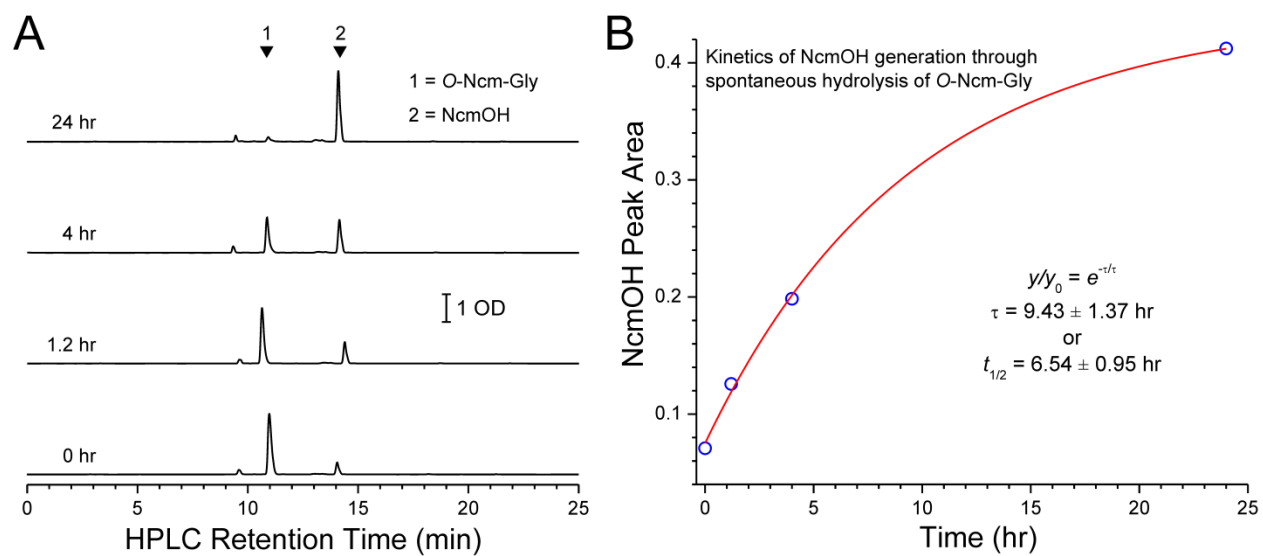 A
1
2
1 = O-Ncm-Gly
2 = NcmOH
24 hr
4 hr
1 OD
1.2 hr
0 hr
0 5 10 15 20 25
HPLC Retention Time (min)
B
Kinetics of NcmOH generation through
spontaneous hydrolysis of O-Ncm-Gly
NcmOH Peak Area
0.4
0.3
0.2
0.1
y/y₀ = e^(-τ/τ)
τ = 9.43 ± 1.37 hr
or
t₁/₂ = 6.54 ± 0.95 hr
0 5 10 15 20 25
Time (hr)